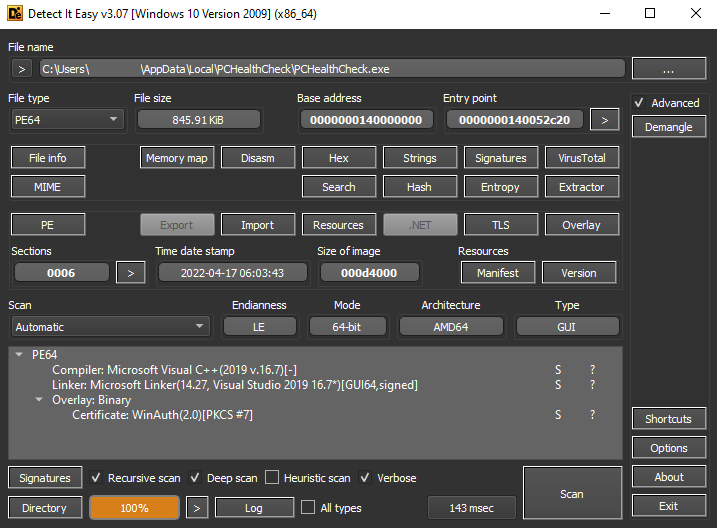 Detect It Easy v3.07 [Windows 10 Version 2009] (x86_64)
File name
> C:\Users\ \AppData\Local\PCHealthCheck\PCHealthCheck.exe ...
File type File size Base address Entry point Advanced
PE64 845.91 KiB 0000000140000000 0000000140052c20 > Demangle
File info Memory map Disasm Hex Strings Signatures VirusTotal
MIME Search Hash Entropy Extractor
PE Export Import Resources .NET TLS Overlay
Sections Time date stamp Size of image Resources
0006 > 2022-04-17 06:03:43 000d4000 Manifest Version
Scan Endianness Mode Architecture Type
Automatic LE 64-bit AMD64 GUI
PE64
Compiler: Microsoft Visual C++(2019 v.16.7)[-] S ?
Linker: Microsoft Linker(14.27, Visual Studio 2019 16.7*)[GUI64,signed] S ?
Overlay: Binary
Certificate: WinAuth(2.0)[PKCS #7] S ?
Shortcuts
Options
Signatures Recursive scan Deep scan Heuristic scan Verbose Scan About
Directory 100% > Log All types 143 msec Exit